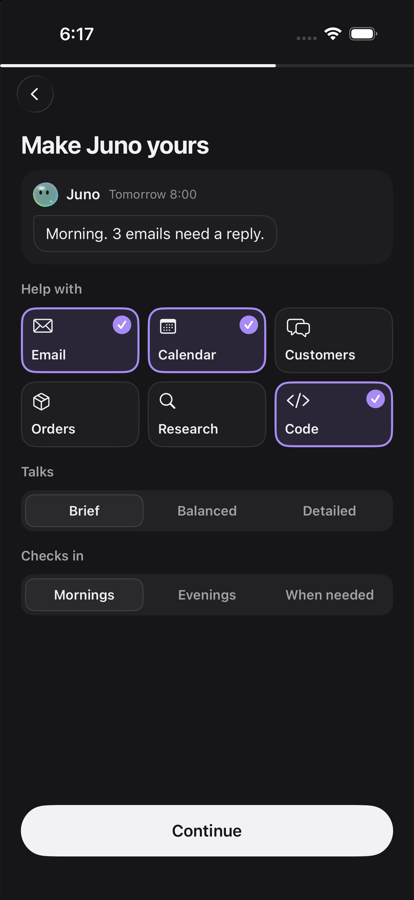 6:17
Make Juno yours
Juno Tomorrow 8:00
Morning. 3 emails need a reply.
Help with
Email
Calendar
Customers
Orders
Research
Code
Talks
Brief
Balanced
Detailed
Checks in
Mornings
Evenings
When needed
Continue